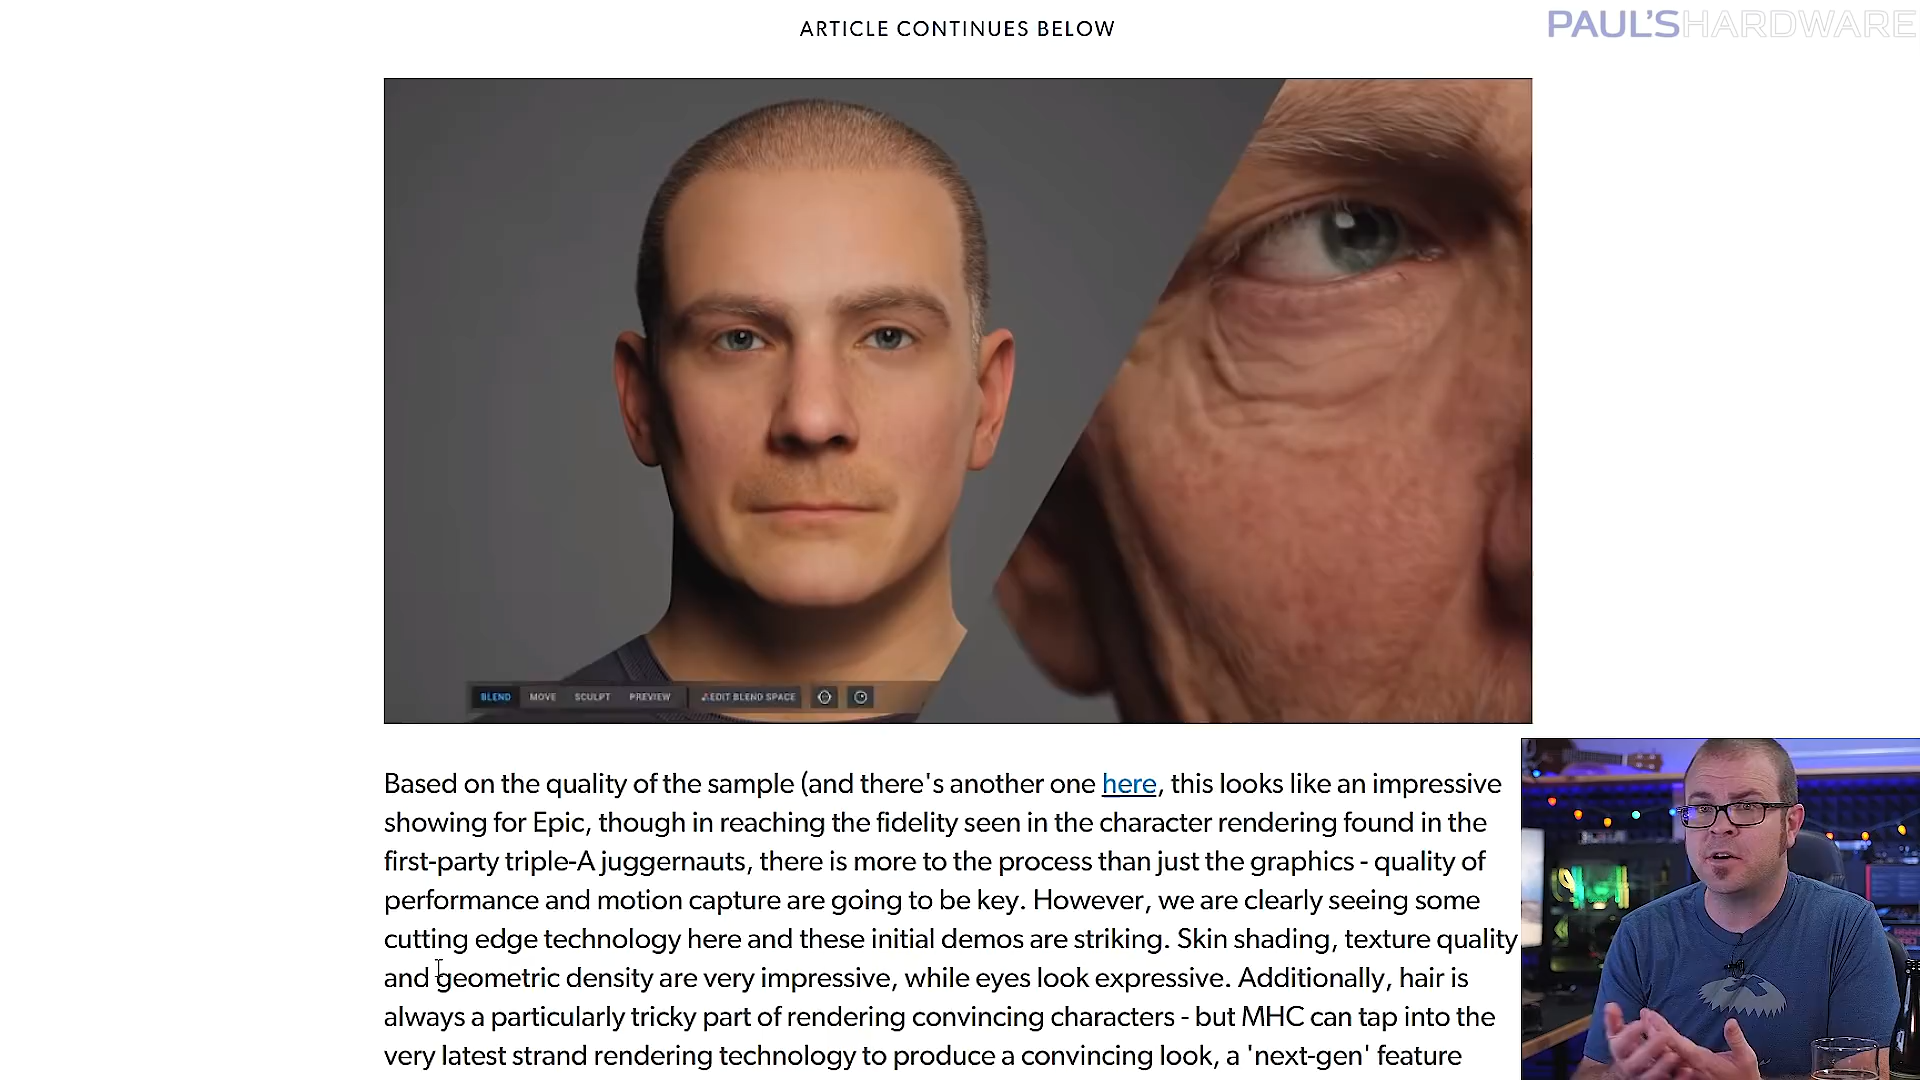 ARTICLE CONTINUES BELOW
PAUL'SHARDWARE
BLEND MOVE SCULPT PREVIEW EDIT BLEND SPACE
Based on the quality of the sample (and there's another one here, this looks like an impressive
showing for Epic, though in reaching the fidelity seen in the character rendering found in the
first-party triple-A juggernauts, there is more to the process than just the graphics - quality of
performance and motion capture are going to be key. However, we are clearly seeing some
cutting edge technology here and these initial demos are striking. Skin shading, texture quality
and geometric density are very impressive, while eyes look expressive. Additionally, hair is
always a particularly tricky part of rendering convincing characters - but MHC can tap into the
very latest strand rendering technology to produce a convincing look, a 'next-gen' feature